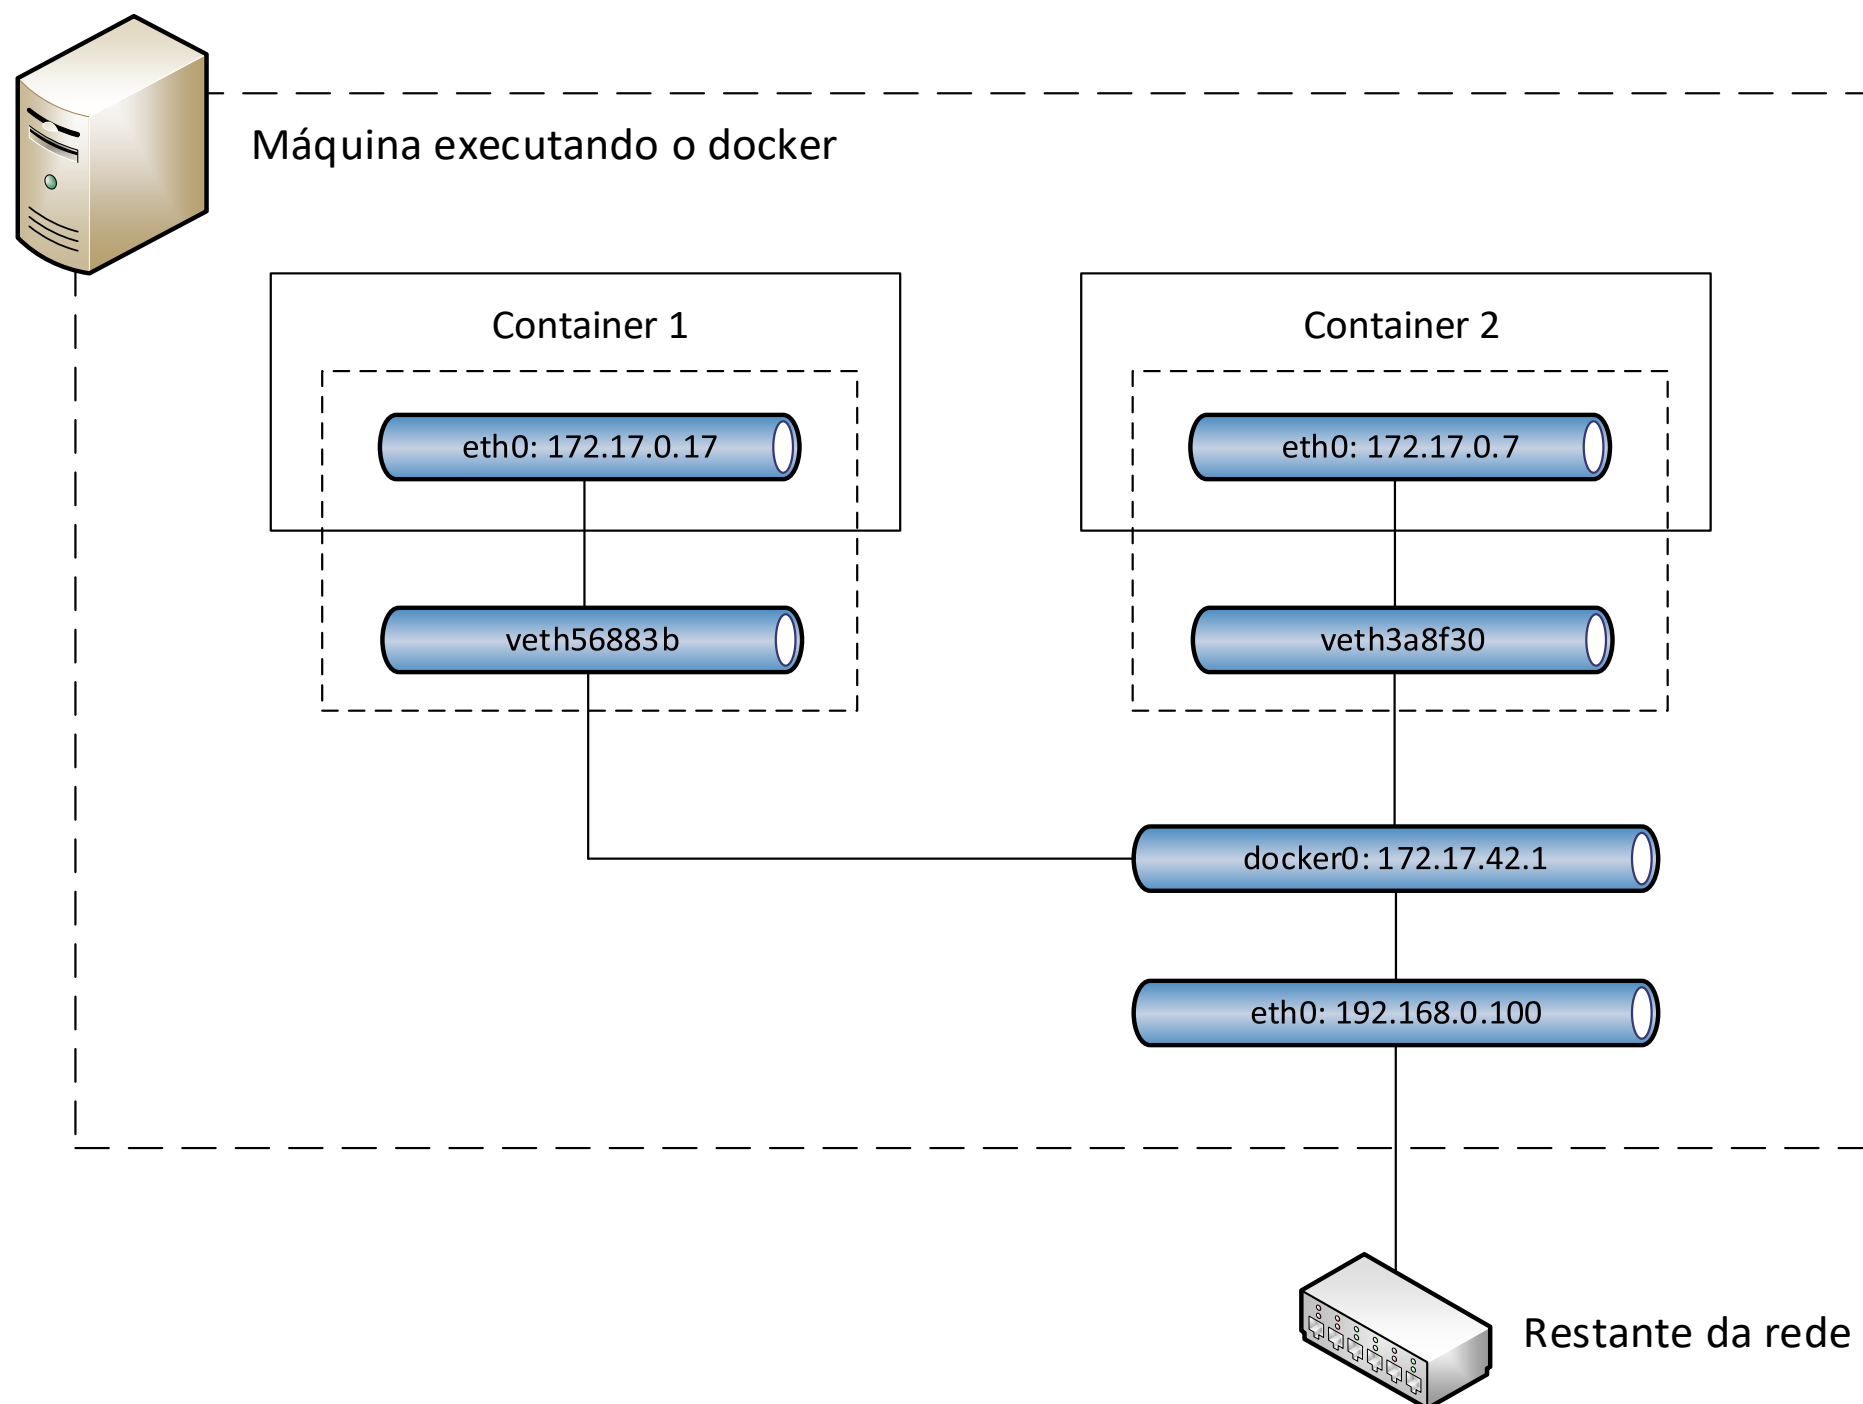 Máquina executando o docker
Container 1
Container 2
eth0: 172.17.0.17
eth0: 172.17.0.7
veth56883b
veth3a8f30
docker0: 172.17.42.1
eth0: 192.168.0.100
Restante da rede